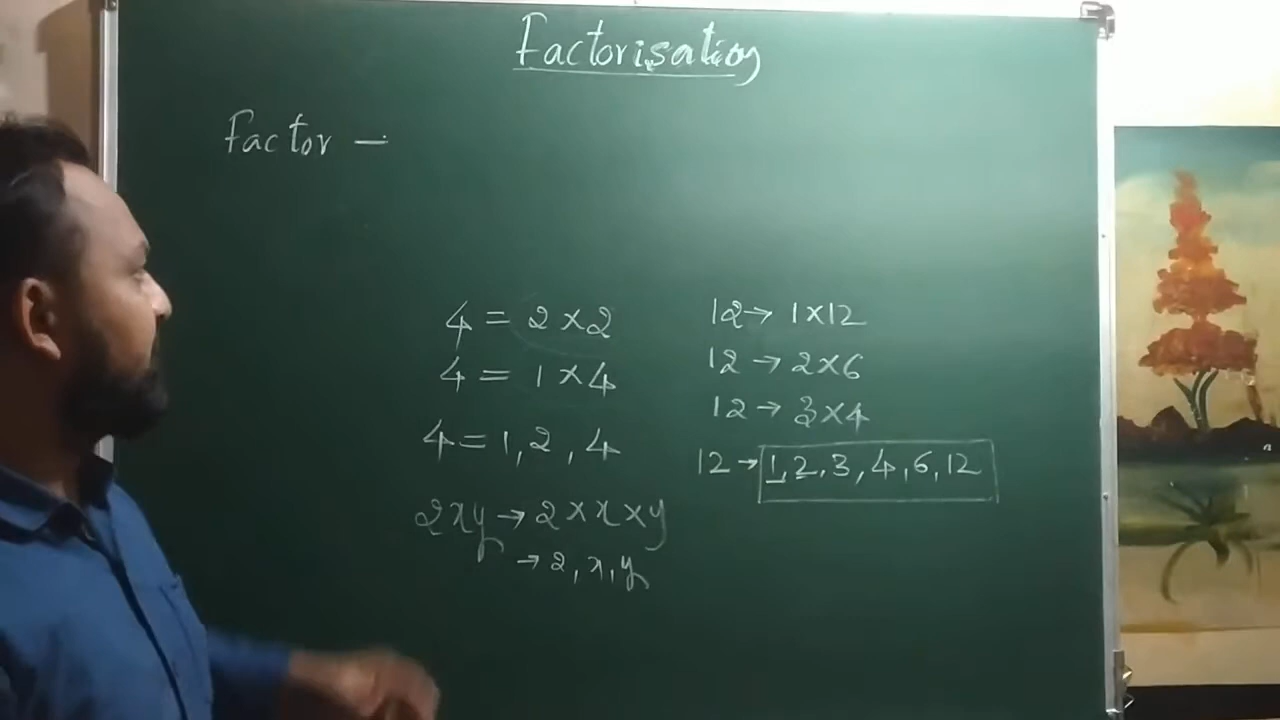 Factorisation
Factor —
4 = 2 × 2
4 = 1 × 4
4 = 1, 2, 4
2xy → 2 × x × y
→ 2, x, y
12 → 1 × 12
12 → 2 × 6
12 → 3 × 4
12 → 1, 2, 3, 4, 6, 12